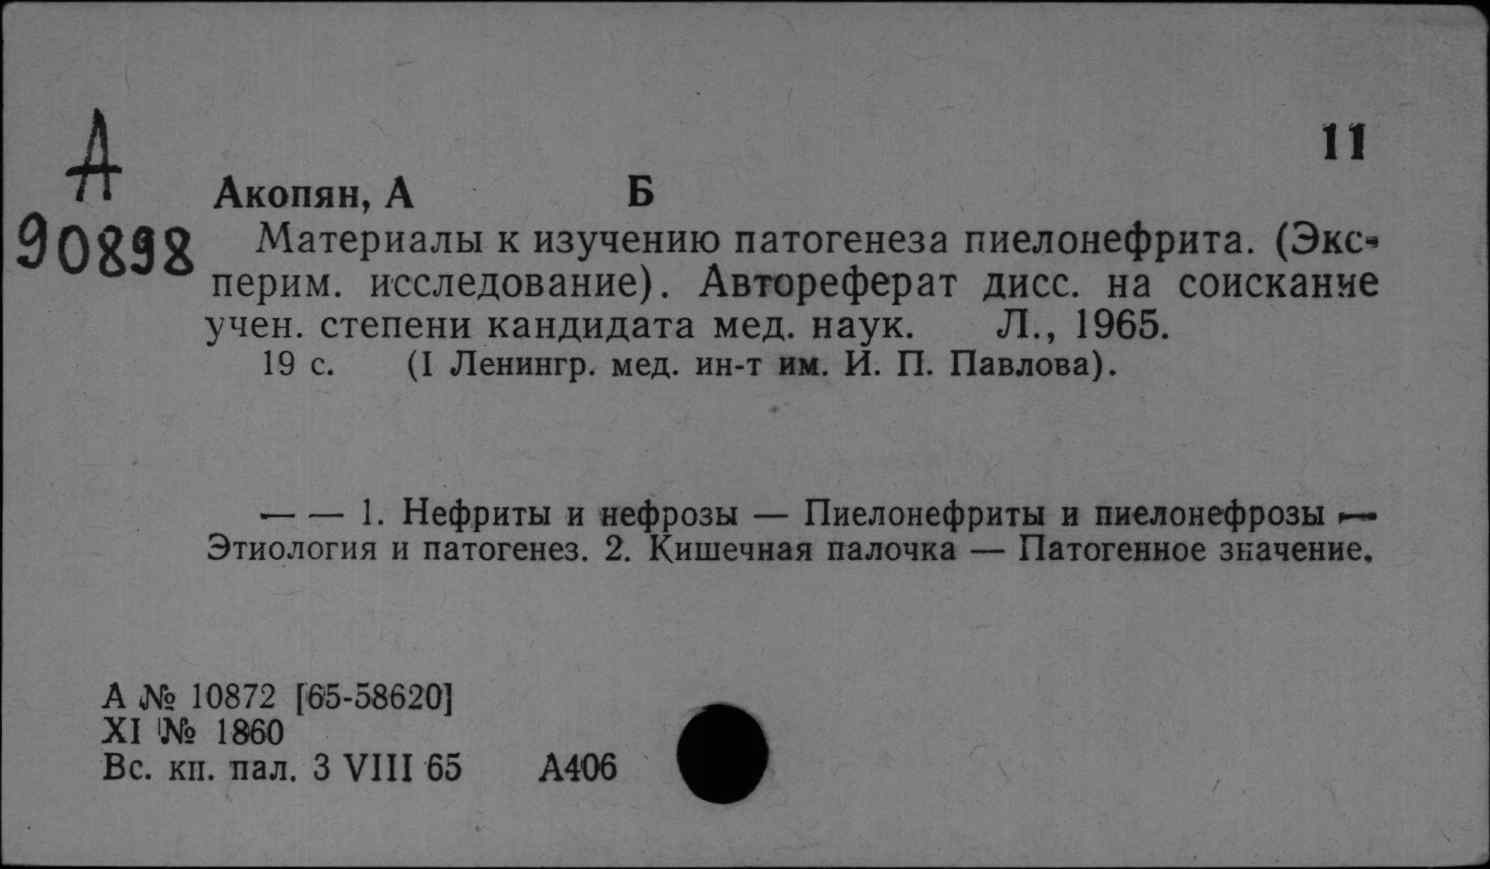 11
А
90898
Акопян, А Б
Материалы к изучению патогенеза пиелонефрита. (Экс-
перим. исследование). Автореферат дисс. на соискание
учен. степени кандидата мед. наук. Л., 1965.
19 с. (I Ленингр. мед. ин-т им. И. П. Павлова).
— — 1. Нефриты и нефрозы — Пиелонефриты и пиелонефрозы —
Этиология и патогенез. 2. Кишечная палочка — Патогенное значение.
А № 10872 [65-58620]
XI № 1860
Вс. кн. пал. 3 VIII 65 А406